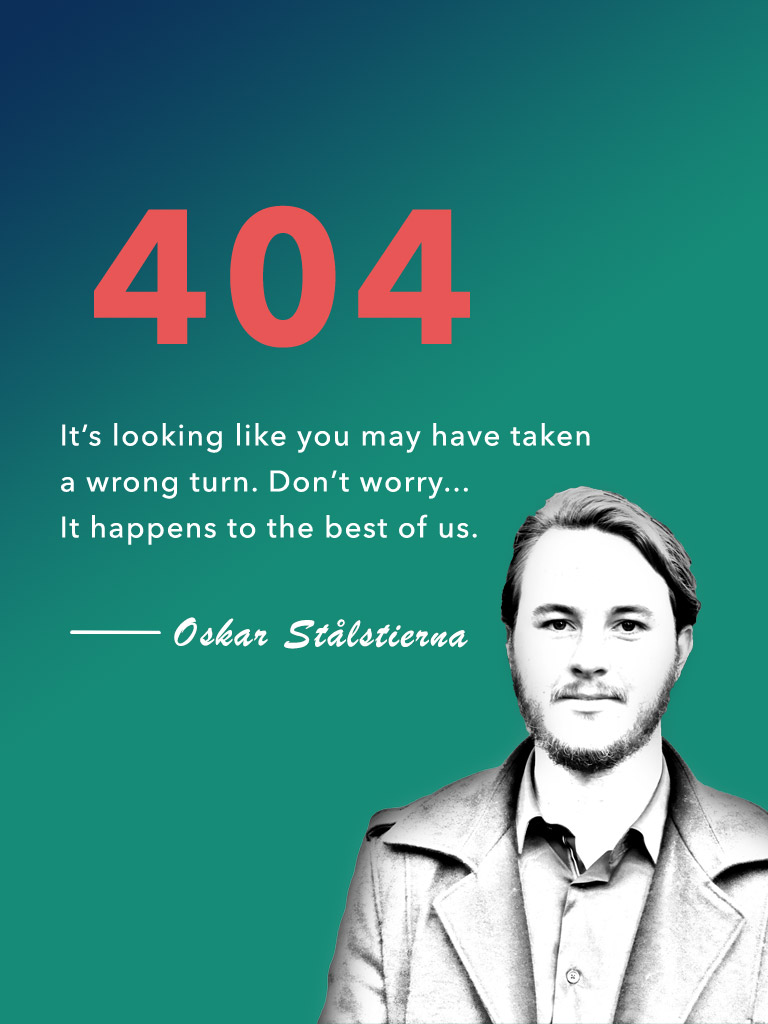 404
It’s looking like you may have taken
a wrong turn. Don’t worry...
It happens to the best of us.
Oskar Stålstierna